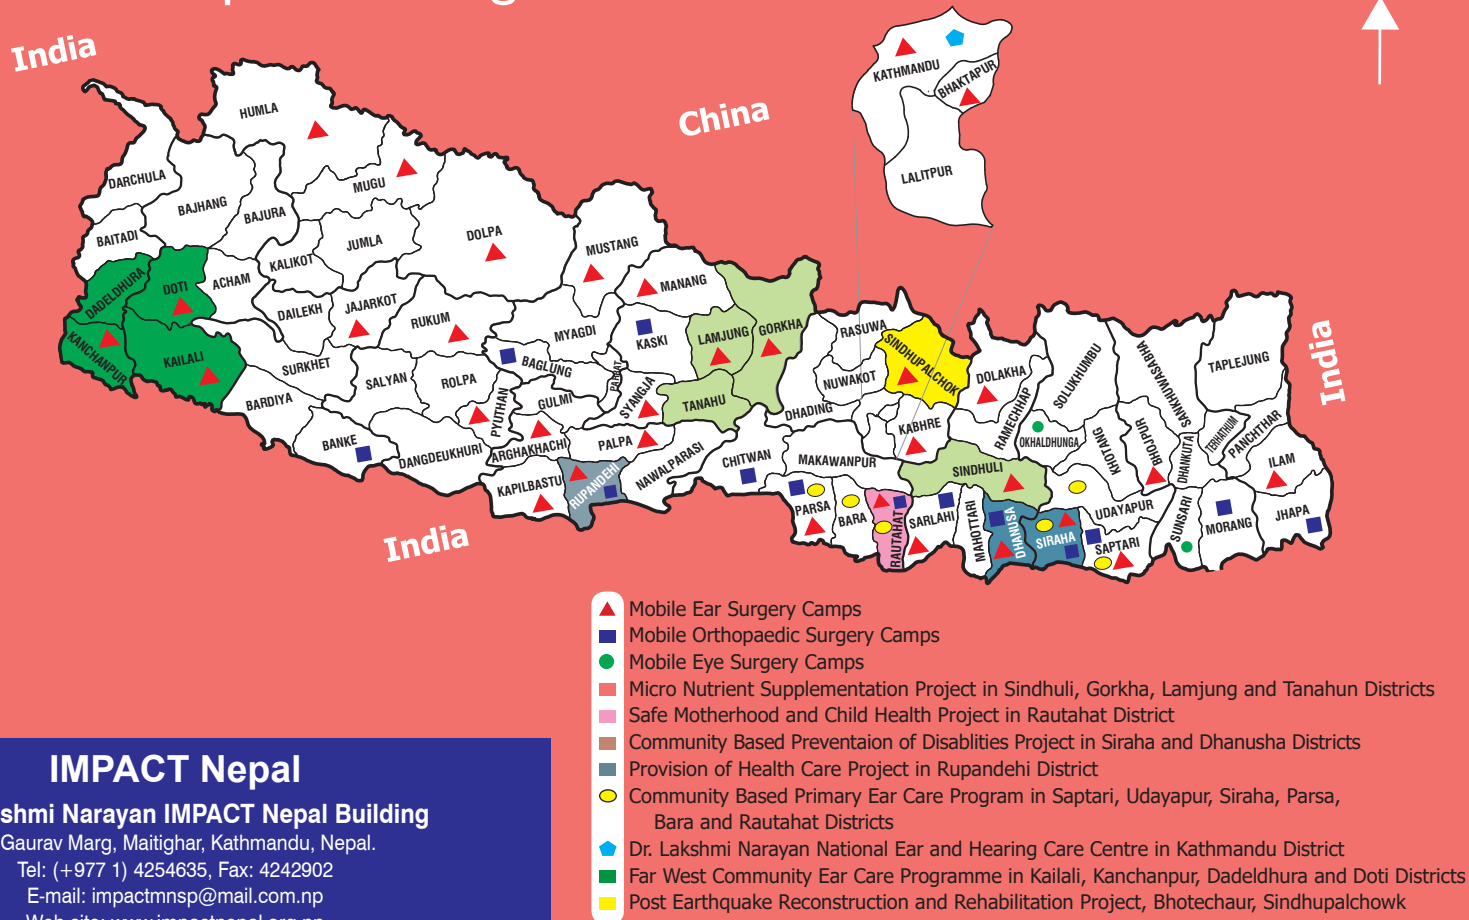 India
China
KATHMANDU
BHAKTAPUR
LALITPUR
HUMLA
DARCHULA
MUGU
BAJHANG
BAJURA
BAITADI
JUMLA
DOLPA
MUSTANG
DADELDHURA
DOTI
ACHAM
KALIKOT
MANANG
DAILEKH
JAJARKOT
RUKUM
MYAGDI
KASKI
LAMJUNG
GORKHA
RASUWA
SINDHUPALCHOK
KANCHANPUR
KAILALI
SURKHET
SALYAN
ROLPA
BAGLUNG
PARBAT
NUWAKOT
DOLAKHA
SOLUKHUMBU
SANKHUWASABHA
TAPLEJUNG
India
BARDIYA
PYUTHAN
GULMI
SYANGJA
TANAHU
DHADING
KABHRE
RAMECHHAP
OKHALDHUNGA
KHOTANG
BHOJPUR
DHANKUTA
TERHATHUM
PANCHTHAR
BANKE
DANGDEUKHURI
ARGHAKHACHI
PALPA
NAWALPARASI
CHITWAN
MAKAWANPUR
SINDHULI
ILAM
KAPILBASTU
RUPANDEHI
PARSA
BARA
RAUTAHAT
SARLAHI
MAHOTTARI
DHANUSA
SIRAHA
UDAYAPUR
SAPTARI
SUNSARI
MORANG
JHAPA
India
Mobile Ear Surgery Camps
Mobile Orthopaedic Surgery Camps
Mobile Eye Surgery Camps
Micro Nutrient Supplementation Project in Sindhuli, Gorkha, Lamjung and Tanahun Districts
Safe Motherhood and Child Health Project in Rautahat District
Community Based Preventaion of Disablities Project in Siraha and Dhanusha Districts
Provision of Health Care Project in Rupandehi District
Community Based Primary Ear Care Program in Saptari, Udayapur, Siraha, Parsa,
Bara and Rautahat Districts
Dr. Lakshmi Narayan National Ear and Hearing Care Centre in Kathmandu District
Far West Community Ear Care Programme in Kailali, Kanchanpur, Dadeldhura and Doti Districts
Post Earthquake Reconstruction and Rehabilitation Project, Bhotechaur, Sindhupalchowk
IMPACT Nepal
shmi Narayan IMPACT Nepal Building
Gaurav Marg, Maitighar, Kathmandu, Nepal.
Tel: (+977 1) 4254635, Fax: 4242902
E-mail: impactmnsp@mail.com.np
Web site: www.impactnepal.org.np